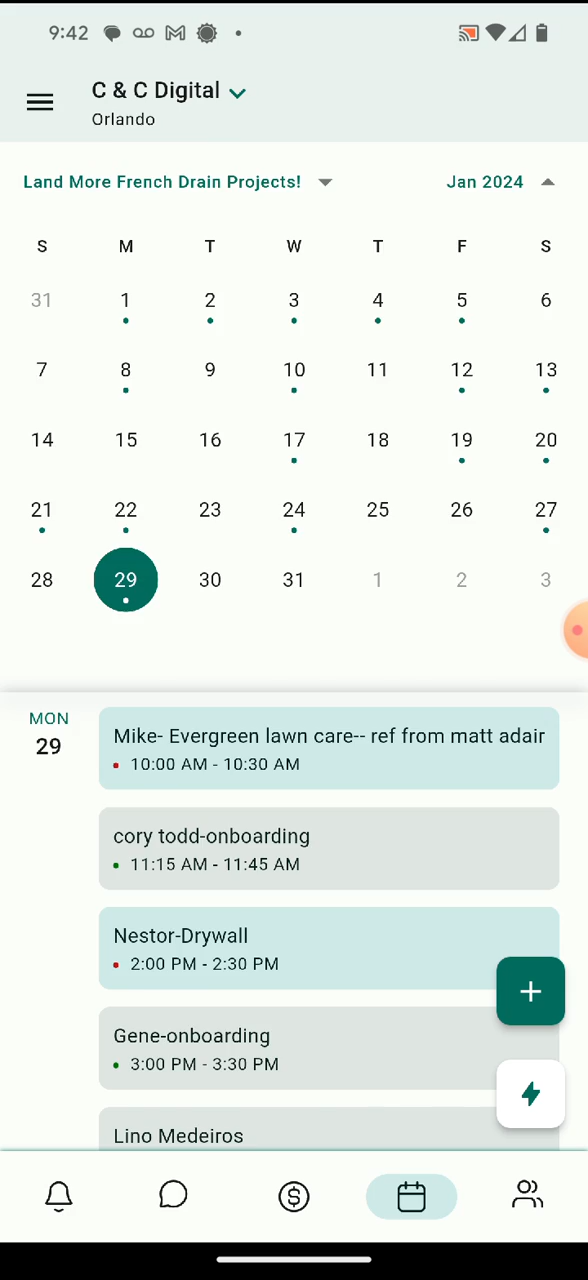 9:42
C & C Digital
Orlando
Land More French Drain Projects! Jan 2024
S M T W T F S
31 1 2 3 4 5 6
7 8 9 10 11 12 13
14 15 16 17 18 19 20
21 22 23 24 25 26 27
28 29 30 31 1 2 3
MON
29
Mike- Evergreen lawn care-- ref from matt adair
10:00 AM - 10:30 AM
cory todd-onboarding
11:15 AM - 11:45 AM
Nestor-Drywall
2:00 PM - 2:30 PM
Gene-onboarding
3:00 PM - 3:30 PM
Lino Medeiros